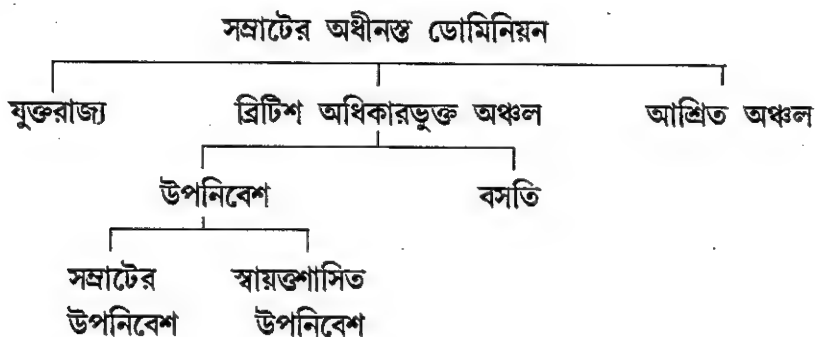 সম্রাটের অধীনস্ত ডোমিনিয়ন
যুক্তরাজ্য ব্রিটিশ অধিকারভুক্ত অঞ্চল আশ্রিত অঞ্চল
উপনিবেশ বসতি
সম্রাটের স্বায়ত্তশাসিত
উপনিবেশ উপনিবেশ